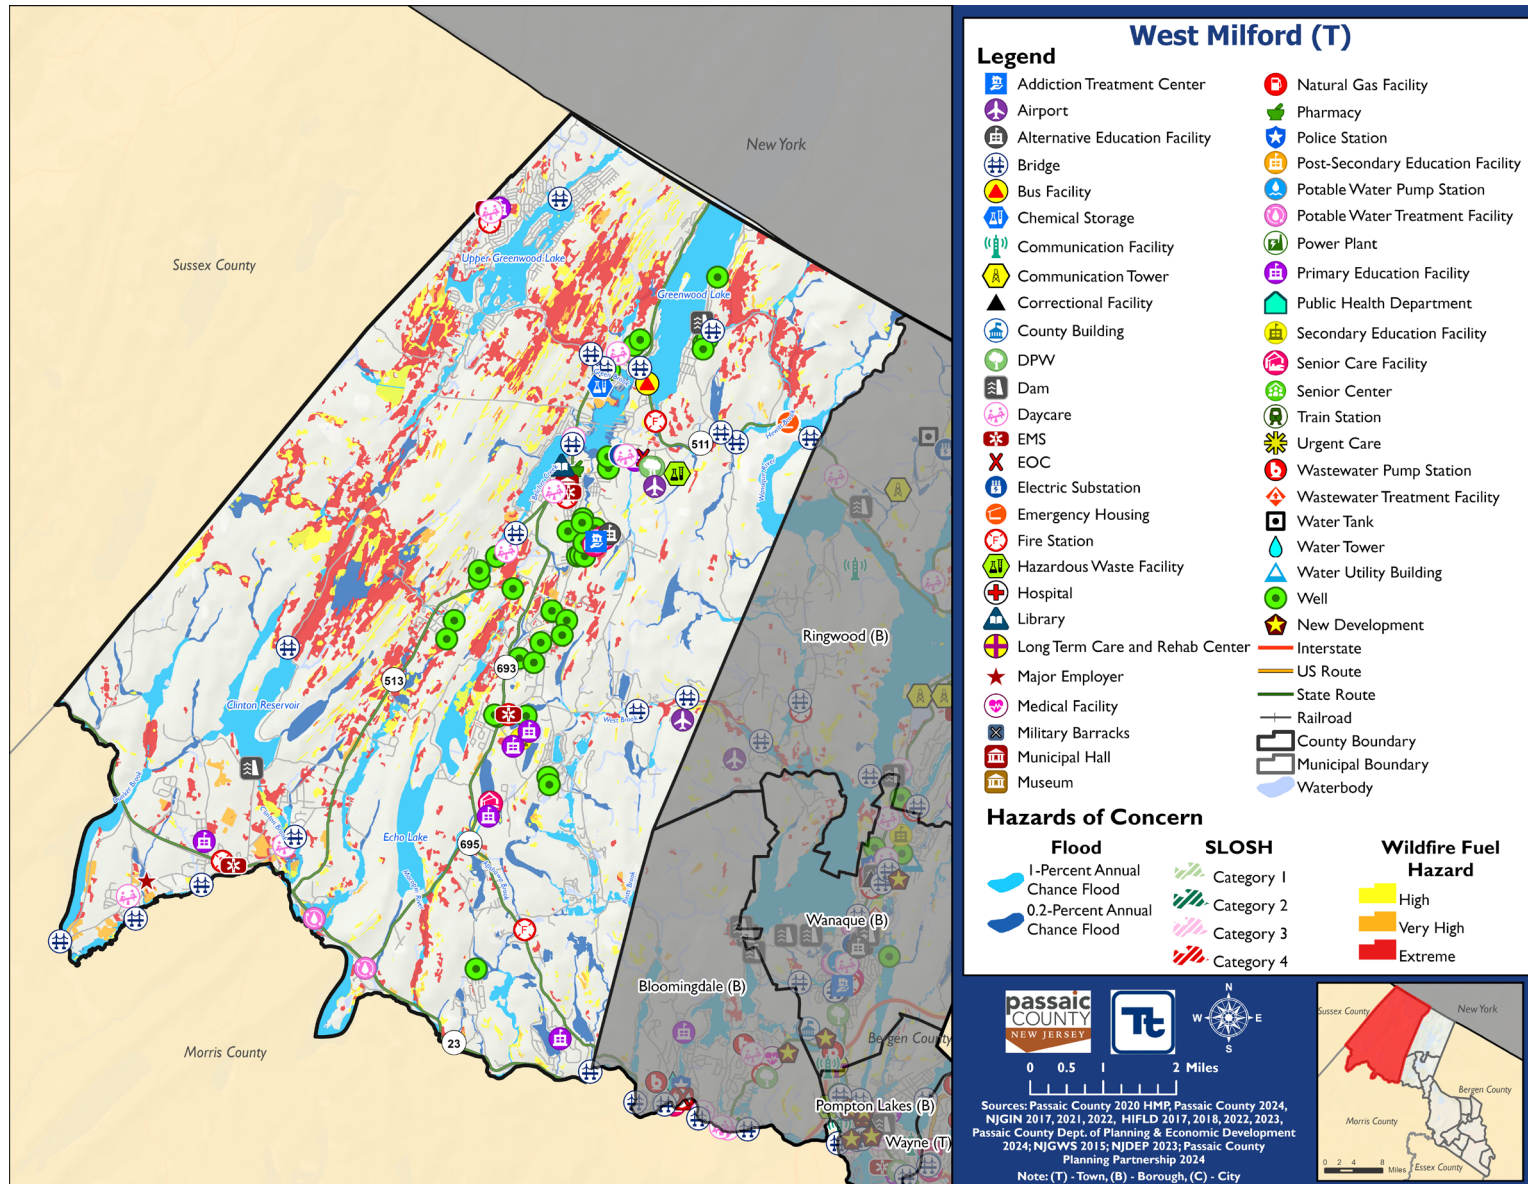 West Milford (T)
Legend
Addiction Treatment Center
Airport
Alternative Education Facility
Bridge
Bus Facility
Chemical Storage
Communication Facility
Communication Tower
Correctional Facility
County Building
DPW
Dam
Daycare
EMS
EOC
Electric Substation
Emergency Housing
Fire Station
Hazardous Waste Facility
Hospital
Library
Long Term Care and Rehab Center
Major Employer
Medical Facility
Military Barracks
Municipal Hall
Museum
Natural Gas Facility
Pharmacy
Police Station
Post-Secondary Education Facility
Potable Water Pump Station
Potable Water Treatment Facility
Power Plant
Primary Education Facility
Public Health Department
Secondary Education Facility
Senior Care Facility
Senior Center
Train Station
Urgent Care
Wastewater Pump Station
Wastewater Treatment Facility
Water Tank
Water Tower
Water Utility Building
Well
New Development
Interstate
US Route
State Route
Railroad
County Boundary
Municipal Boundary
Waterbody
Hazards of Concern
Flood
1-Percent Annual
Chance Flood
0.2-Percent Annual
Chance Flood
SLOSH
Category 1
Category 2
Category 3
Category 4
Wildfire Fuel
Hazard
High
Very High
Extreme
New York
Sussex County
Upper Greenwood Lake
Greenwood Lake
511
Ringwood (B)
693
513
Clinton Reservoir
West Brook
Echo Lake
695
Wanaque (B)
Bloomingdale (B)
Morris County
23
Bergen County
Pompton Lakes (B)
Wayne (T)
passaic
COUNTY
NEW JERSEY
Tt
N
W E
S
0 0.5 1 2 Miles
Sources: Passaic County 2020 HMP, Passaic County 2024,
NJGIN 2017, 2021, 2022, HIFLD 2017, 2018, 2022, 2023,
Passaic County Dept. of Planning & Economic Development
2024; NJGWS 2015; NJDEP 2023; Passaic County
Planning Partnership 2024
Note: (T) - Town, (B) - Borough, (C) - City
Sussex County
New York
Bergen County
Morris County
Essex County
0 2 4 8 Miles